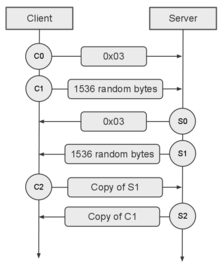 Client Server
C0 0x03
C1 1536 random bytes
0x03 S0
1536 random bytes S1
C2 Copy of S1
Copy of C1 S2